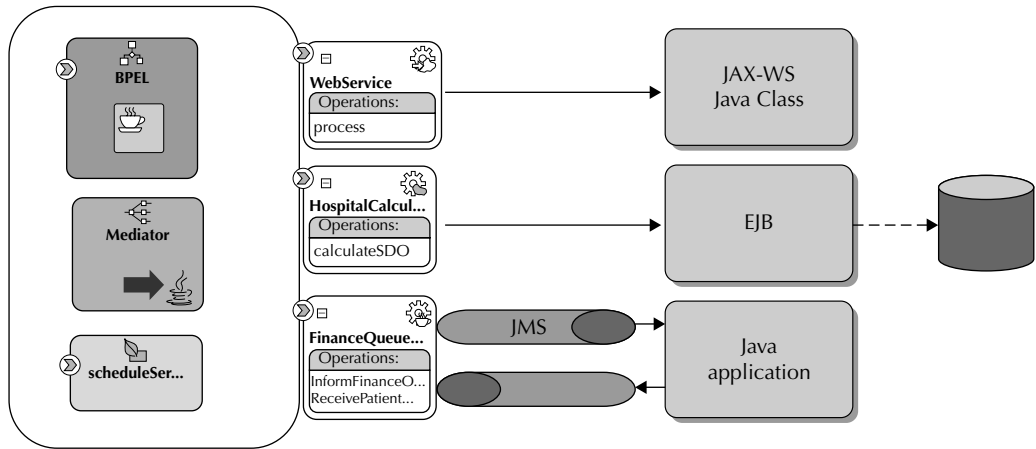 BPEL
Mediator
scheduleSer...
WebService
Operations:
process
HospitalCalcul...
Operations:
calculateSDO
FinanceQueue...
Operations:
InformFinanceO...
ReceivePatient...
JMS
JAX-WS
Java Class
EJB
Java
application